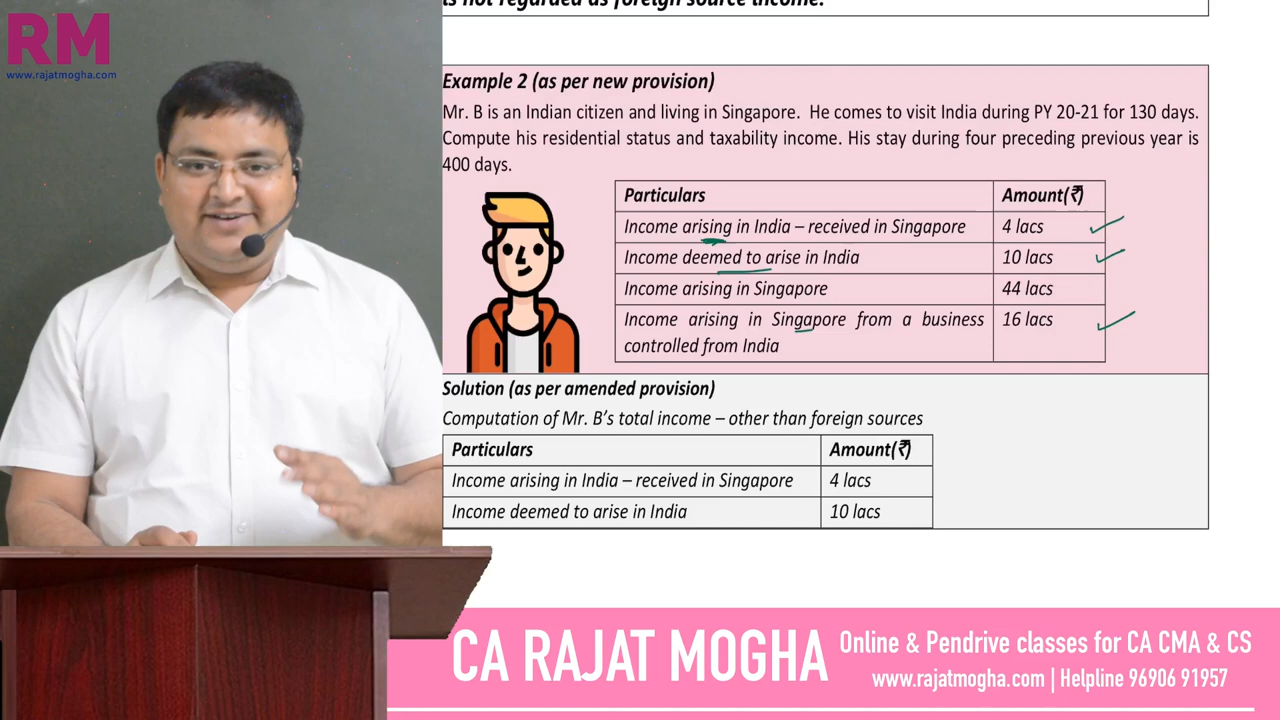 RM
www.rajatmogha.com
is not regarded as foreign source income.
Example 2 (as per new provision)
Mr. B is an Indian citizen and living in Singapore. He comes to visit India during PY 20-21 for 130 days.
Compute his residential status and taxability income. His stay during four preceding previous year is
400 days.
Particulars Amount(₹)
Income arising in India – received in Singapore 4 lacs
Income deemed to arise in India 10 lacs
Income arising in Singapore 44 lacs
Income arising in Singapore from a business 16 lacs
controlled from India
Solution (as per amended provision)
Computation of Mr. B's total income – other than foreign sources
Particulars Amount(₹)
Income arising in India – received in Singapore 4 lacs
Income deemed to arise in India 10 lacs
CA RAJAT MOGHA
Online & Pendrive classes for CA CMA & CS
www.rajatmogha.com | Helpline 96906 91957